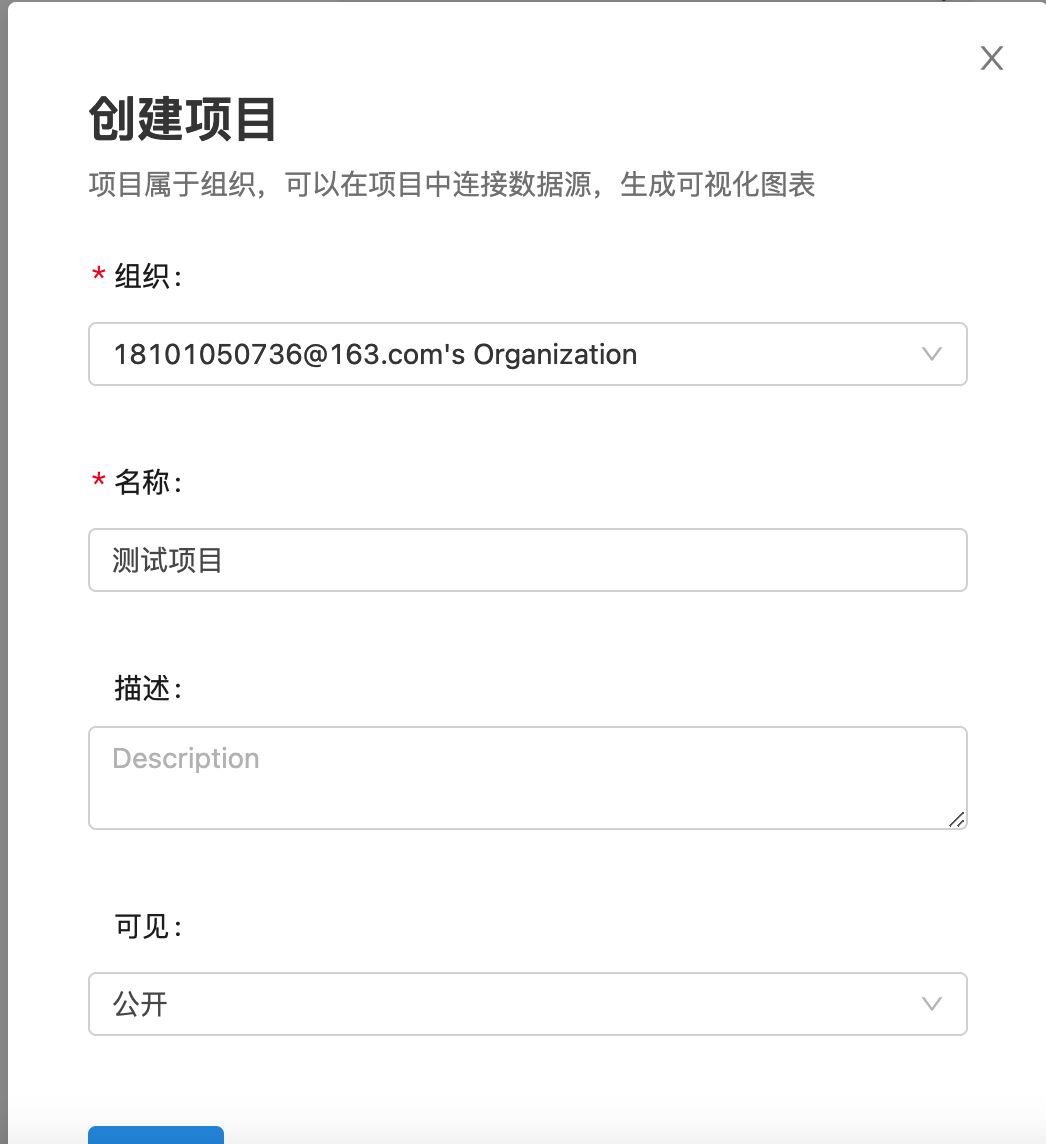 创建项目
项目属于组织，可以在项目中连接数据源，生成可视化图表
* 组织：
18101050736@163.com's Organization
* 名称：
测试项目
描述：
Description
可见：
公开